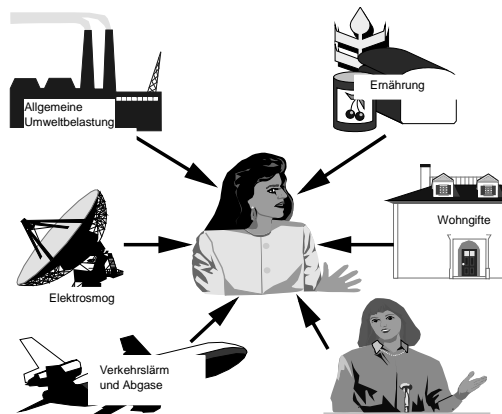 Allgemeine
Umweltbelastung
Ernährung
Elektrosmog
Wohngifte
Verkehrslärm
und Abgase